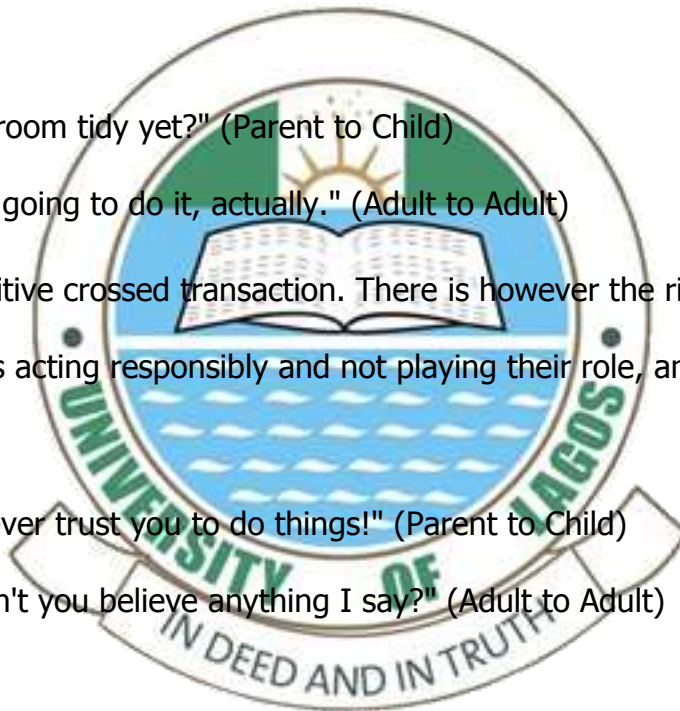 room tidy yet?" (Parent to Child)
going to do it, actually." (Adult to Adult)
itive crossed transaction. There is however the ri
s acting responsibly and not playing their role, an
UNIVERSITY OF LAGOS
ever trust you to do things!" (Parent to Child)
n't you believe anything I say?" (Adult to Adult)
IN DEED AND IN TRUTH